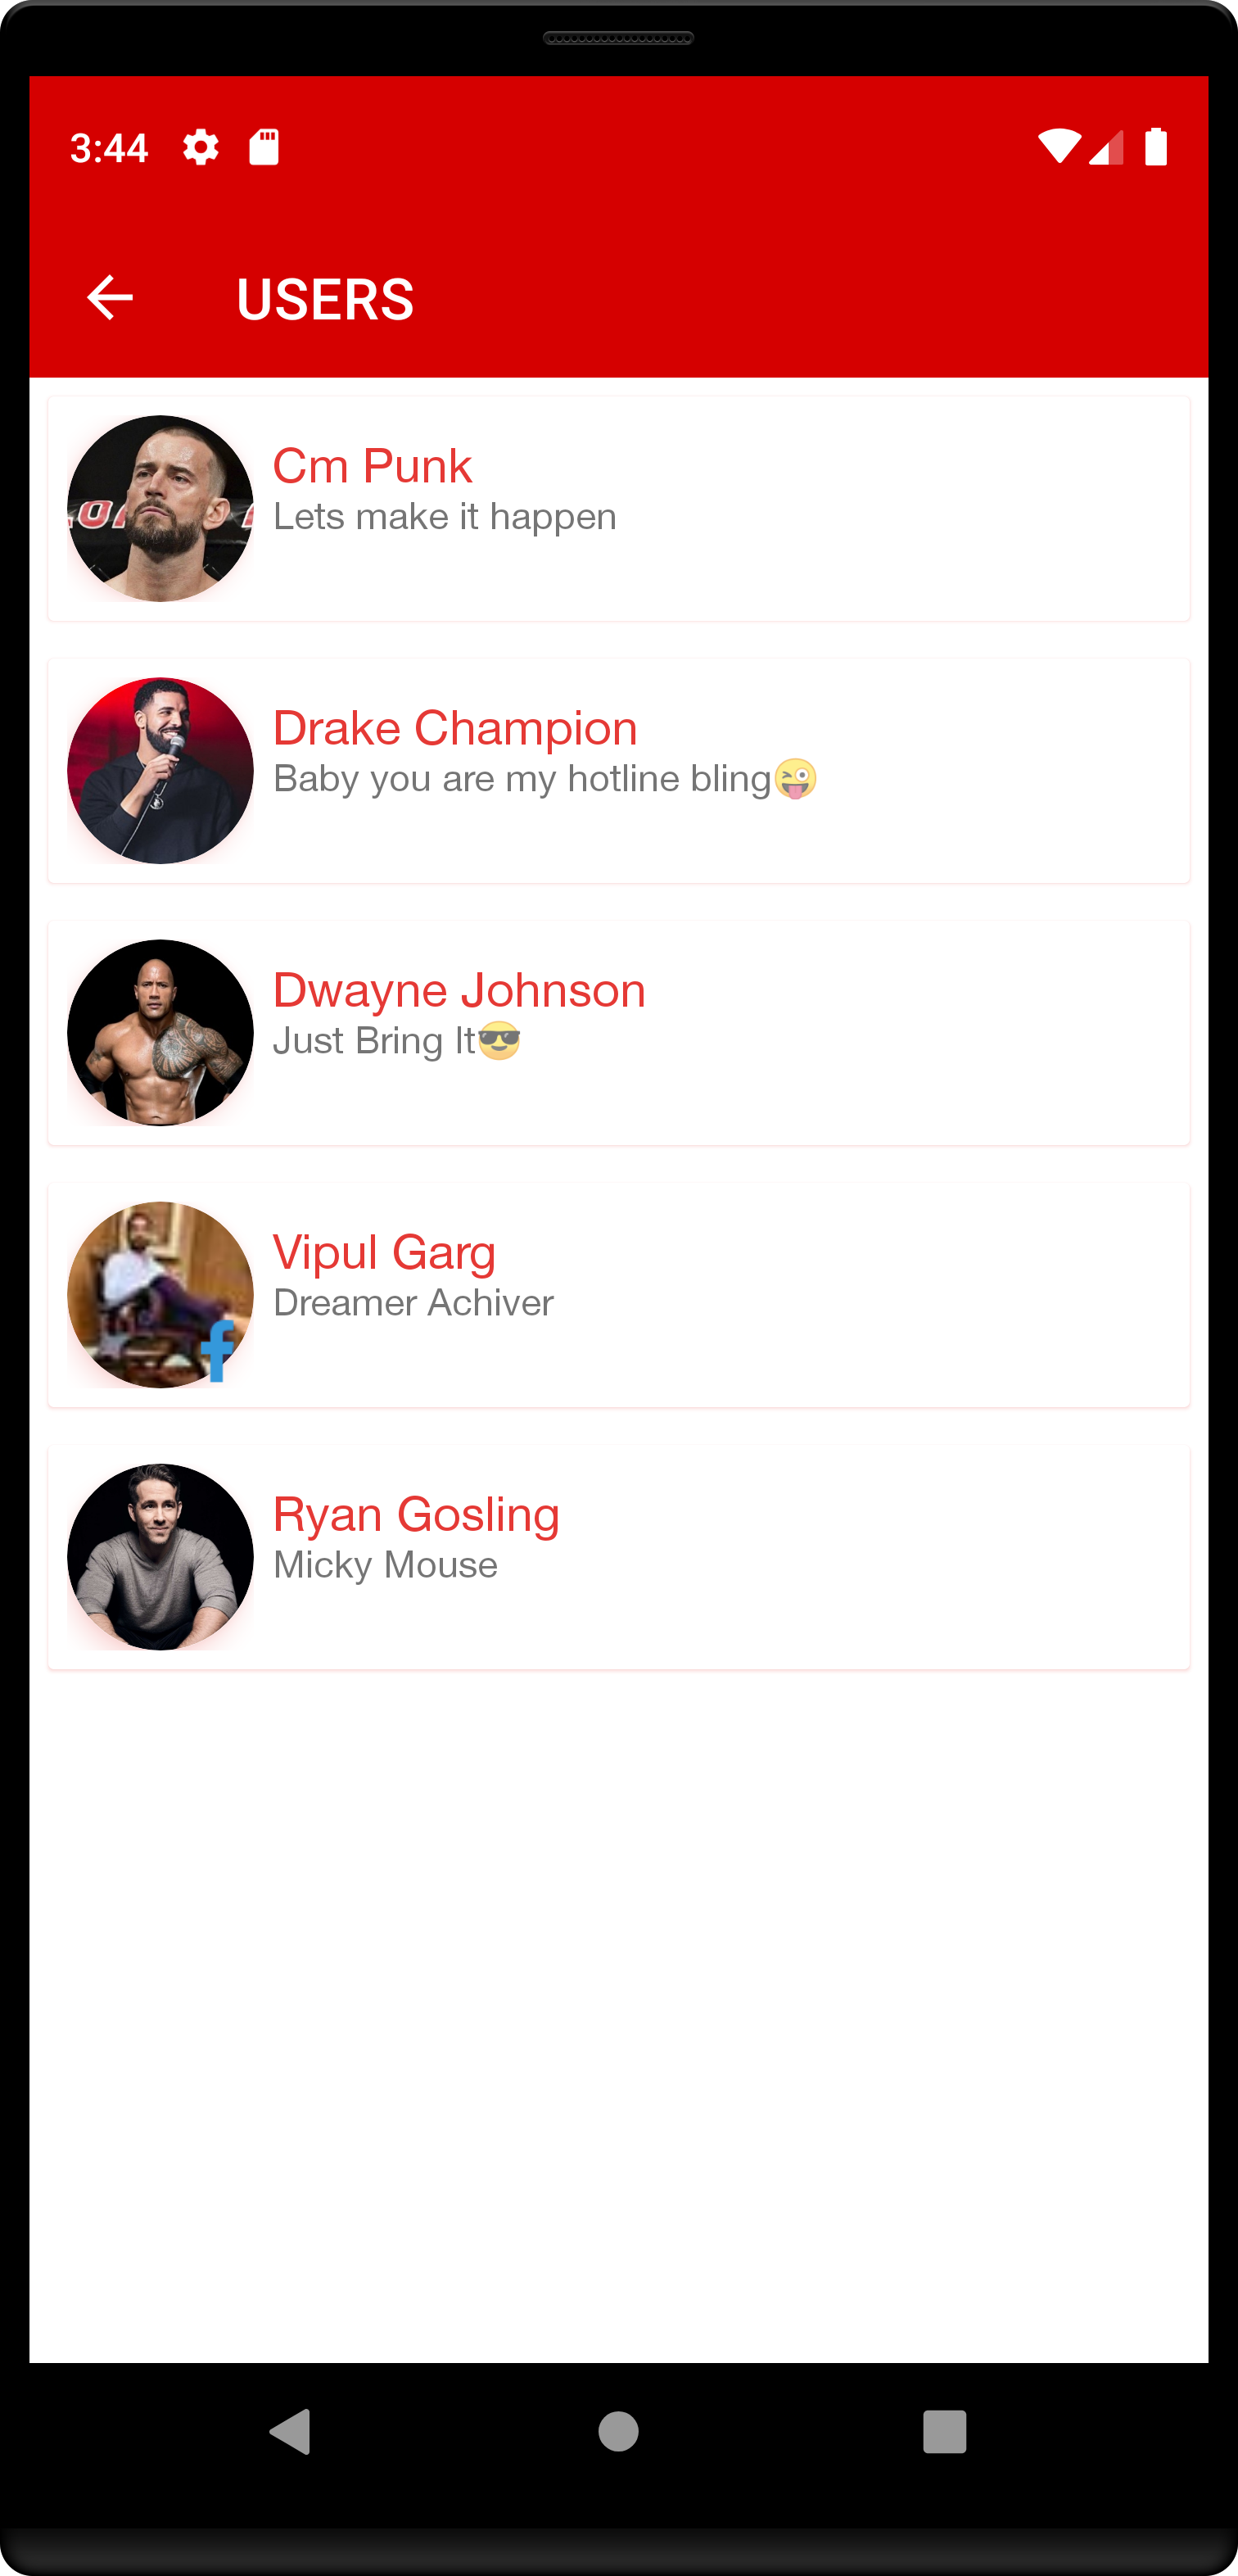 3:44
USERS
Cm Punk
Lets make it happen
Drake Champion
Baby you are my hotline bling😜
Dwayne Johnson
Just Bring It😎
Vipul Garg
Dreamer Achiver
Ryan Gosling
Micky Mouse